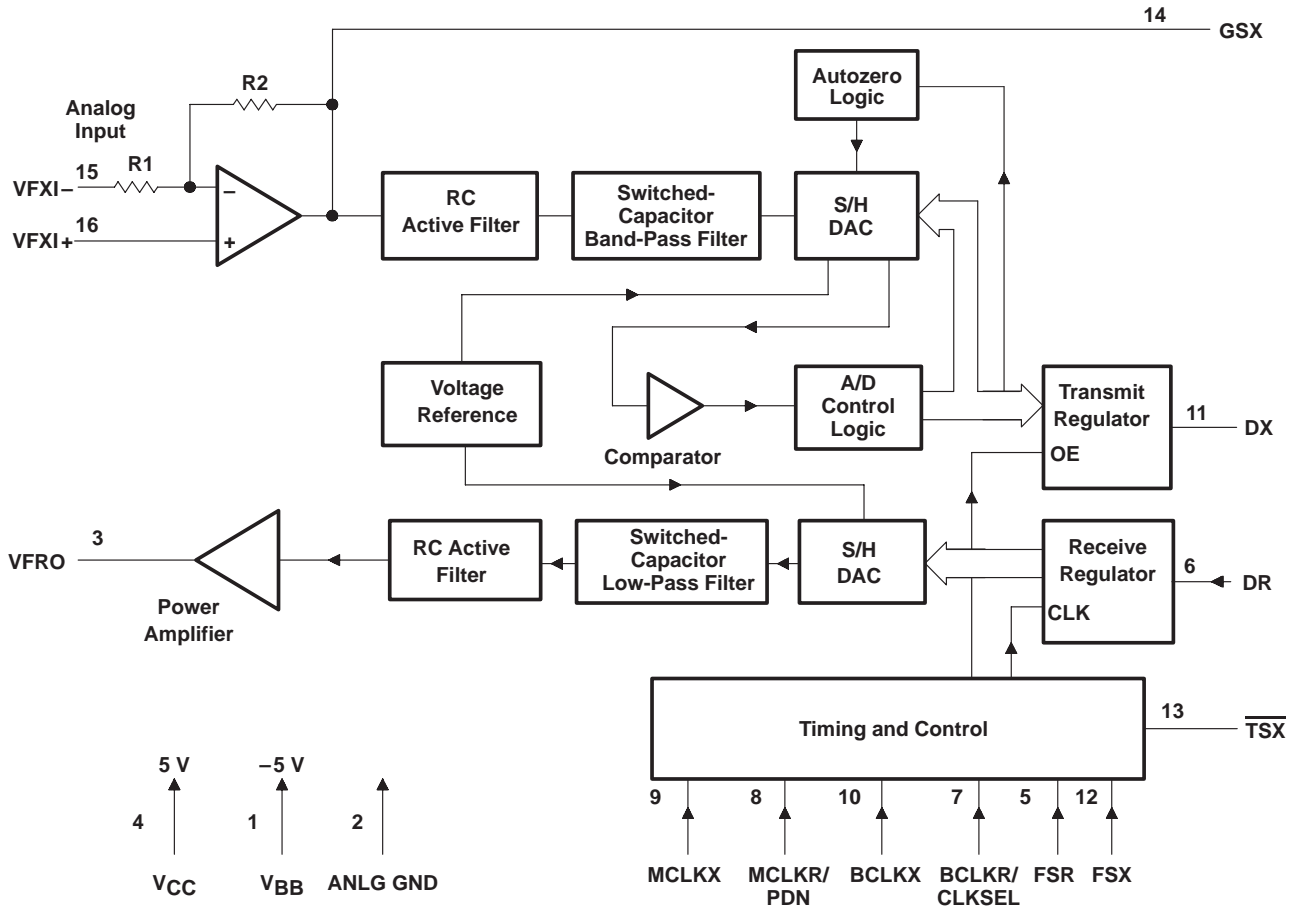 14
GSX
R2
Autozero
Logic
Analog
Input
15
R1
VFXI−
−
16
VFXI+
+
RC
Active Filter
Switched-
Capacitor
Band-Pass Filter
S/H
DAC
Voltage
Reference
Comparator
A/D
Control
Logic
Transmit
Regulator
OE
11
DX
3
VFRO
Power
Amplifier
RC Active
Filter
Switched-
Capacitor
Low-Pass Filter
S/H
DAC
Receive
Regulator
CLK
6
DR
Timing and Control
13
TSX
5 V
−5 V
4
1
2
VCC
VBB
ANLG GND
9
8
10
7
5
12
MCLKX
MCLKR/
PDN
BCLKX
BCLKR/
CLKSEL
FSR
FSX